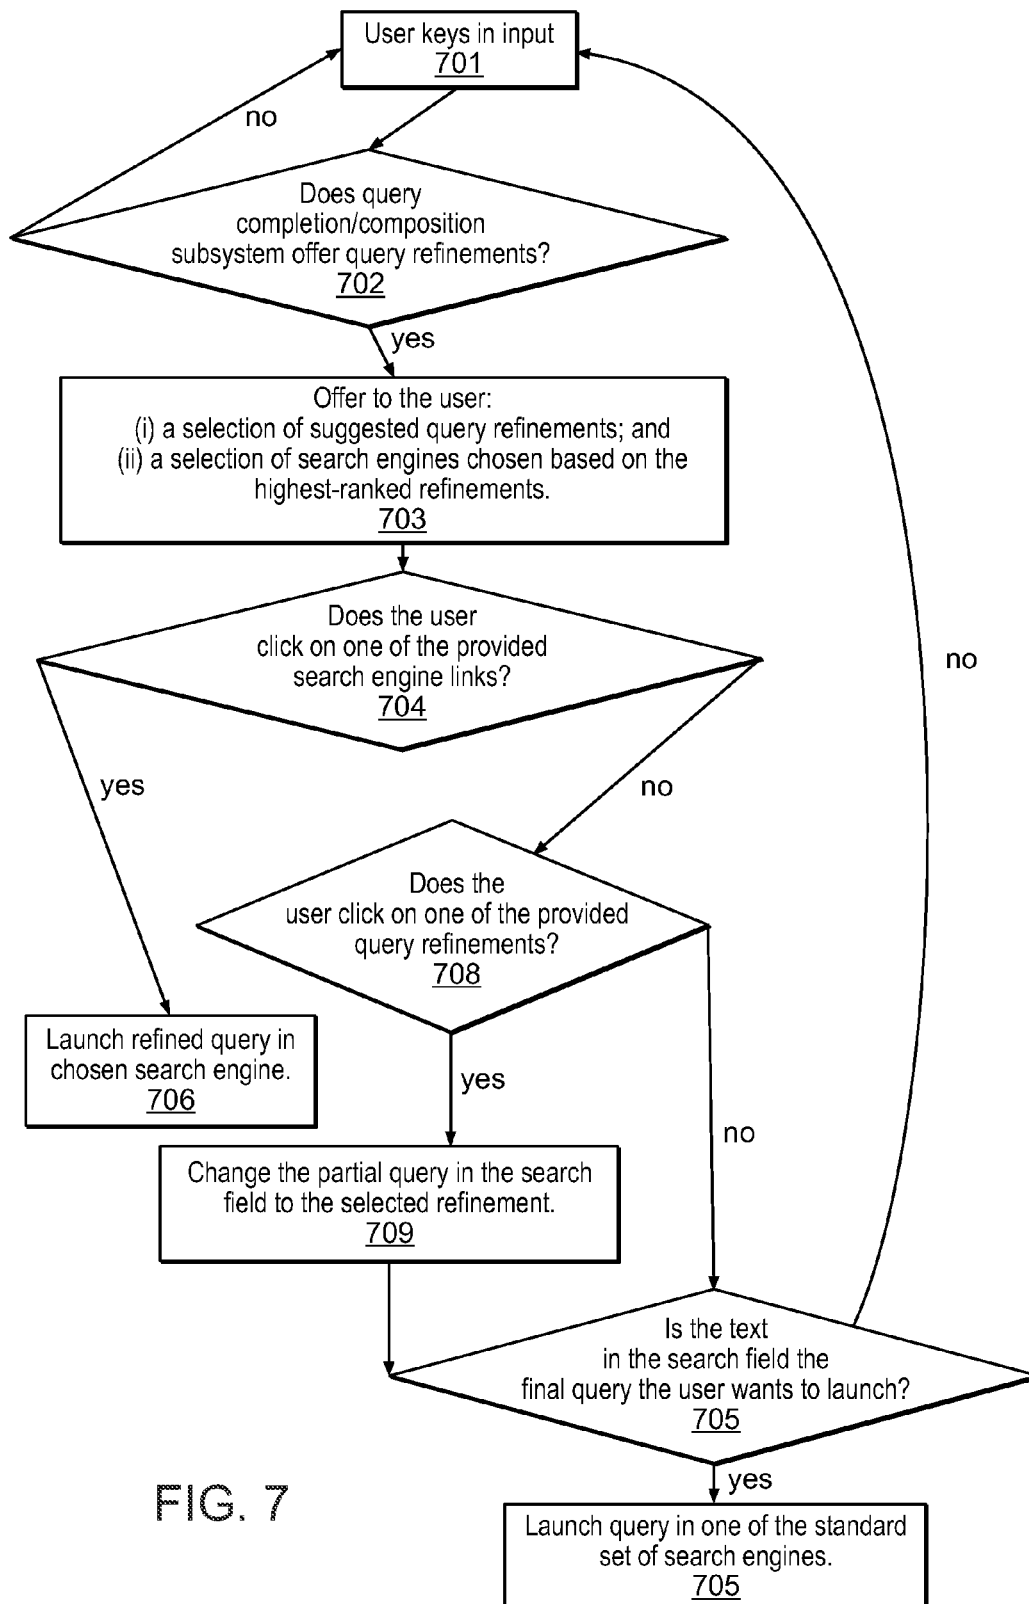 User keys in input
701
no
Does query
completion/composition
subsystem offer query refinements?
702
yes
Offer to the user:
(i) a selection of suggested query refinements; and
(ii) a selection of search engines chosen based on the
highest-ranked refinements.
703
Does the user
click on one of the provided
search engine links?
704
no
yes
no
Does the
user click on one of the provided
query refinements?
708
Launch refined query in
chosen search engine.
706
yes
no
Change the partial query in the search
field to the selected refinement.
709
Is the text
in the search field the
final query the user wants to launch?
705
yes
FIG. 7
Launch query in one of the standard
set of search engines.
705